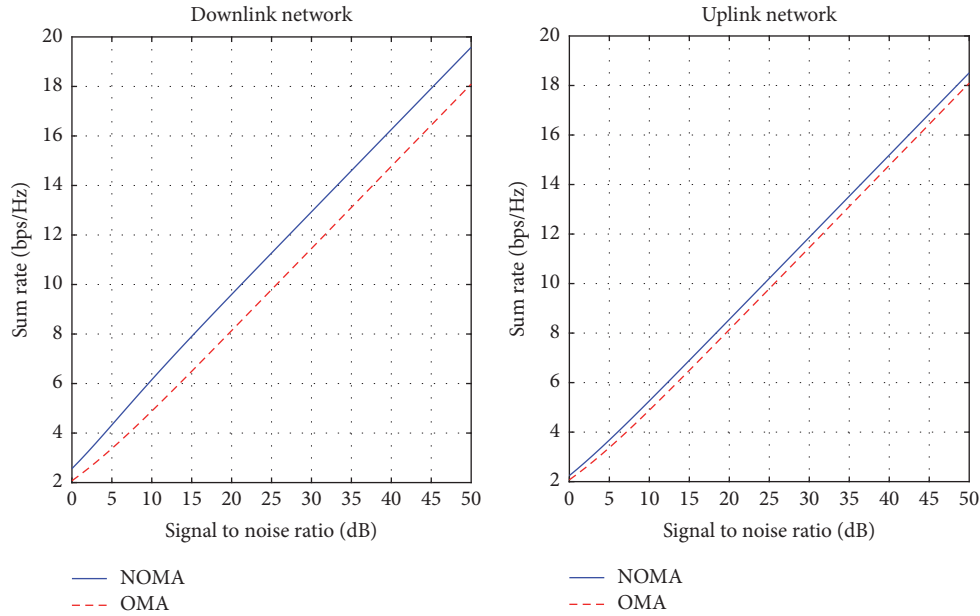 Downlink network
20
18
16
14
12
10
8
6
4
2
Sum rate (bps/Hz)
0 5 10 15 20 25 30 35 40 45 50
Signal to noise ratio (dB)
NOMA
OMA
Uplink network
20
18
16
14
12
10
8
6
4
2
Sum rate (bps/Hz)
0 5 10 15 20 25 30 35 40 45 50
Signal to noise ratio (dB)
NOMA
OMA